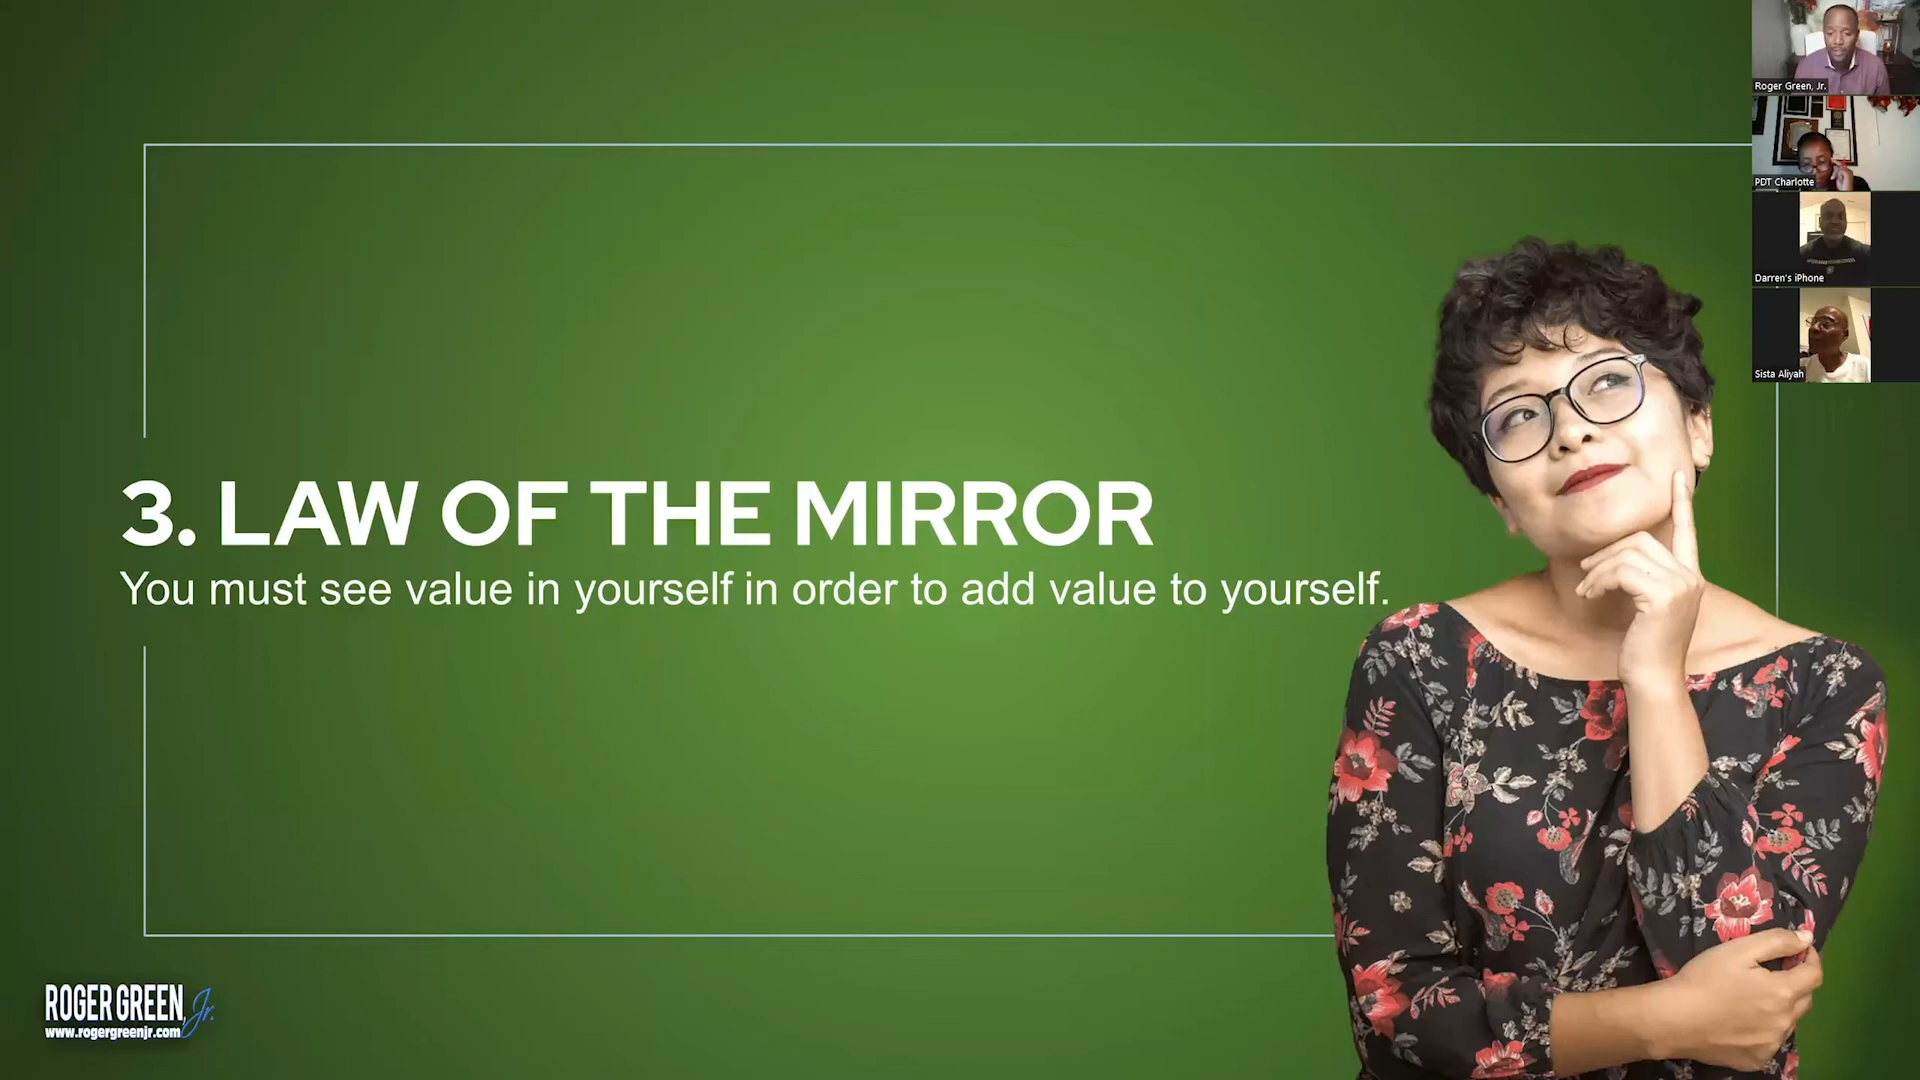 3. LAW OF THE MIRROR
You must see value in yourself in order to add value to yourself.
ROGER GREEN, Jr.
www.rogergreenjr.com
Roger Green, Jr.
PDT Charlotte
Darren's iPhone
Sista Aliyah